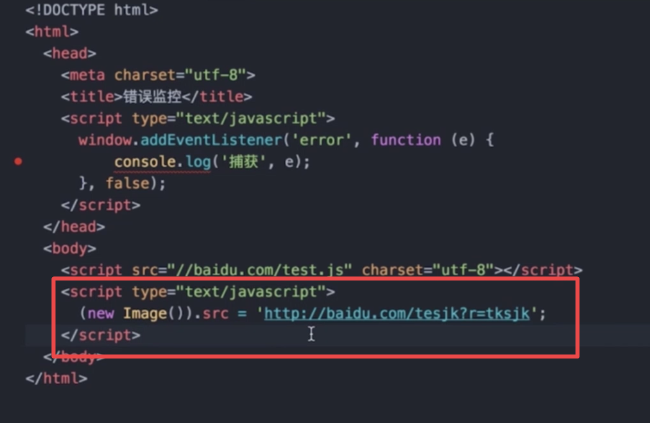 <!DOCTYPE html>
<html>
<head>
<meta charset="utf-8">
<title>错误监控</title>
<script type="text/javascript">
window.addEventListener('error', function (e) {
console.log('捕获', e);
}, false);
</script>
</head>
<body>
<script src="//baidu.com/test.js" charset="utf-8"></script>
<script type="text/javascript">
(new Image()).src = 'http://baidu.com/tesjk?r=tksjk';
</script>
</body>
</html>